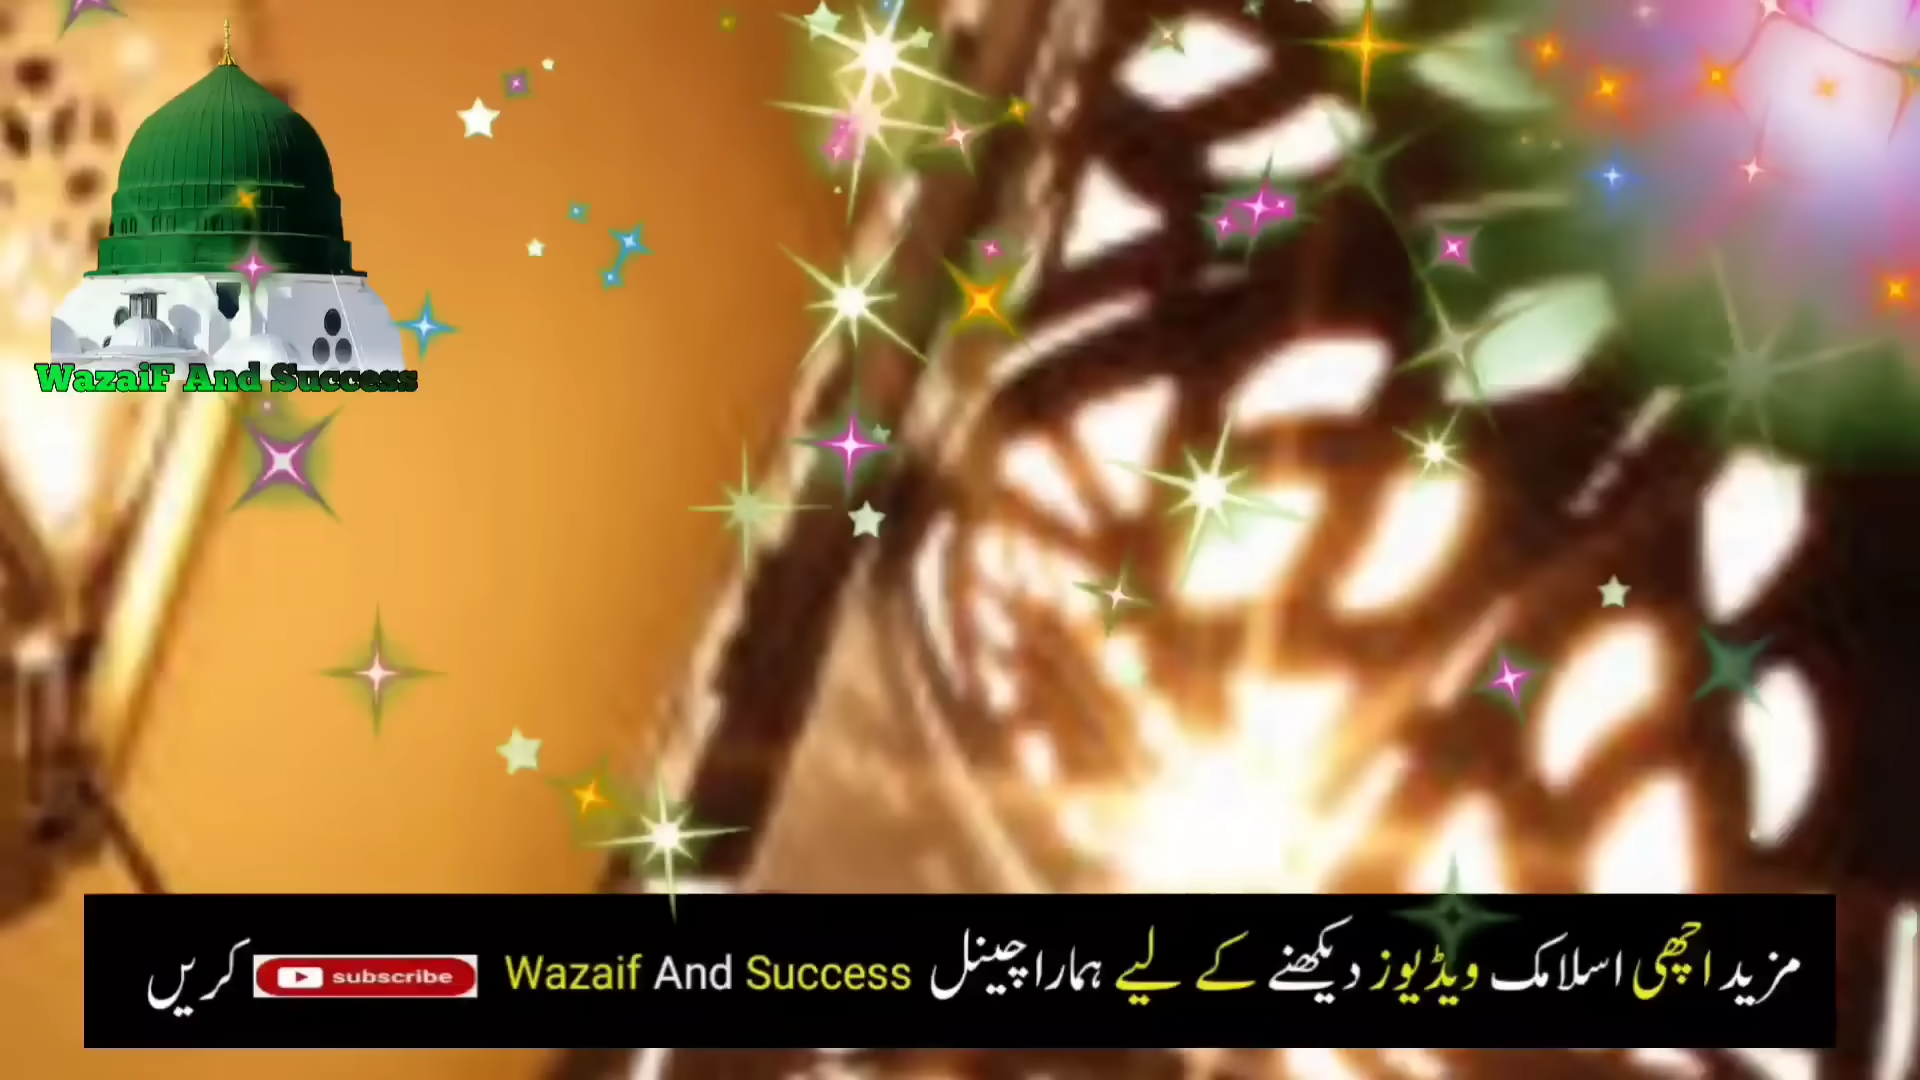 WazaiF And Success
مزید اچھی اسلامک ویڈیوز دیکھنے کے لیے ہمارا چینل Wazaif And Success subscribe کریں